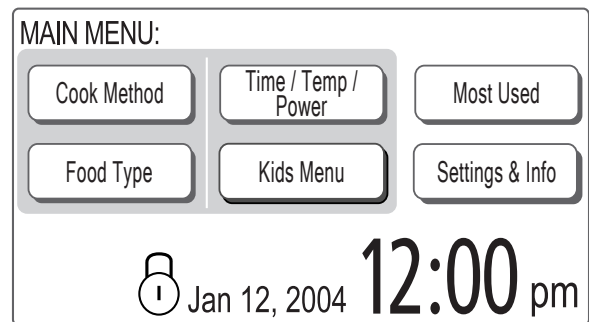 MAIN MENU:
Cook Method
Time / Temp /
Power
Most Used
Food Type
Kids Menu
Settings & Info
Jan 12, 2004 12:00 pm